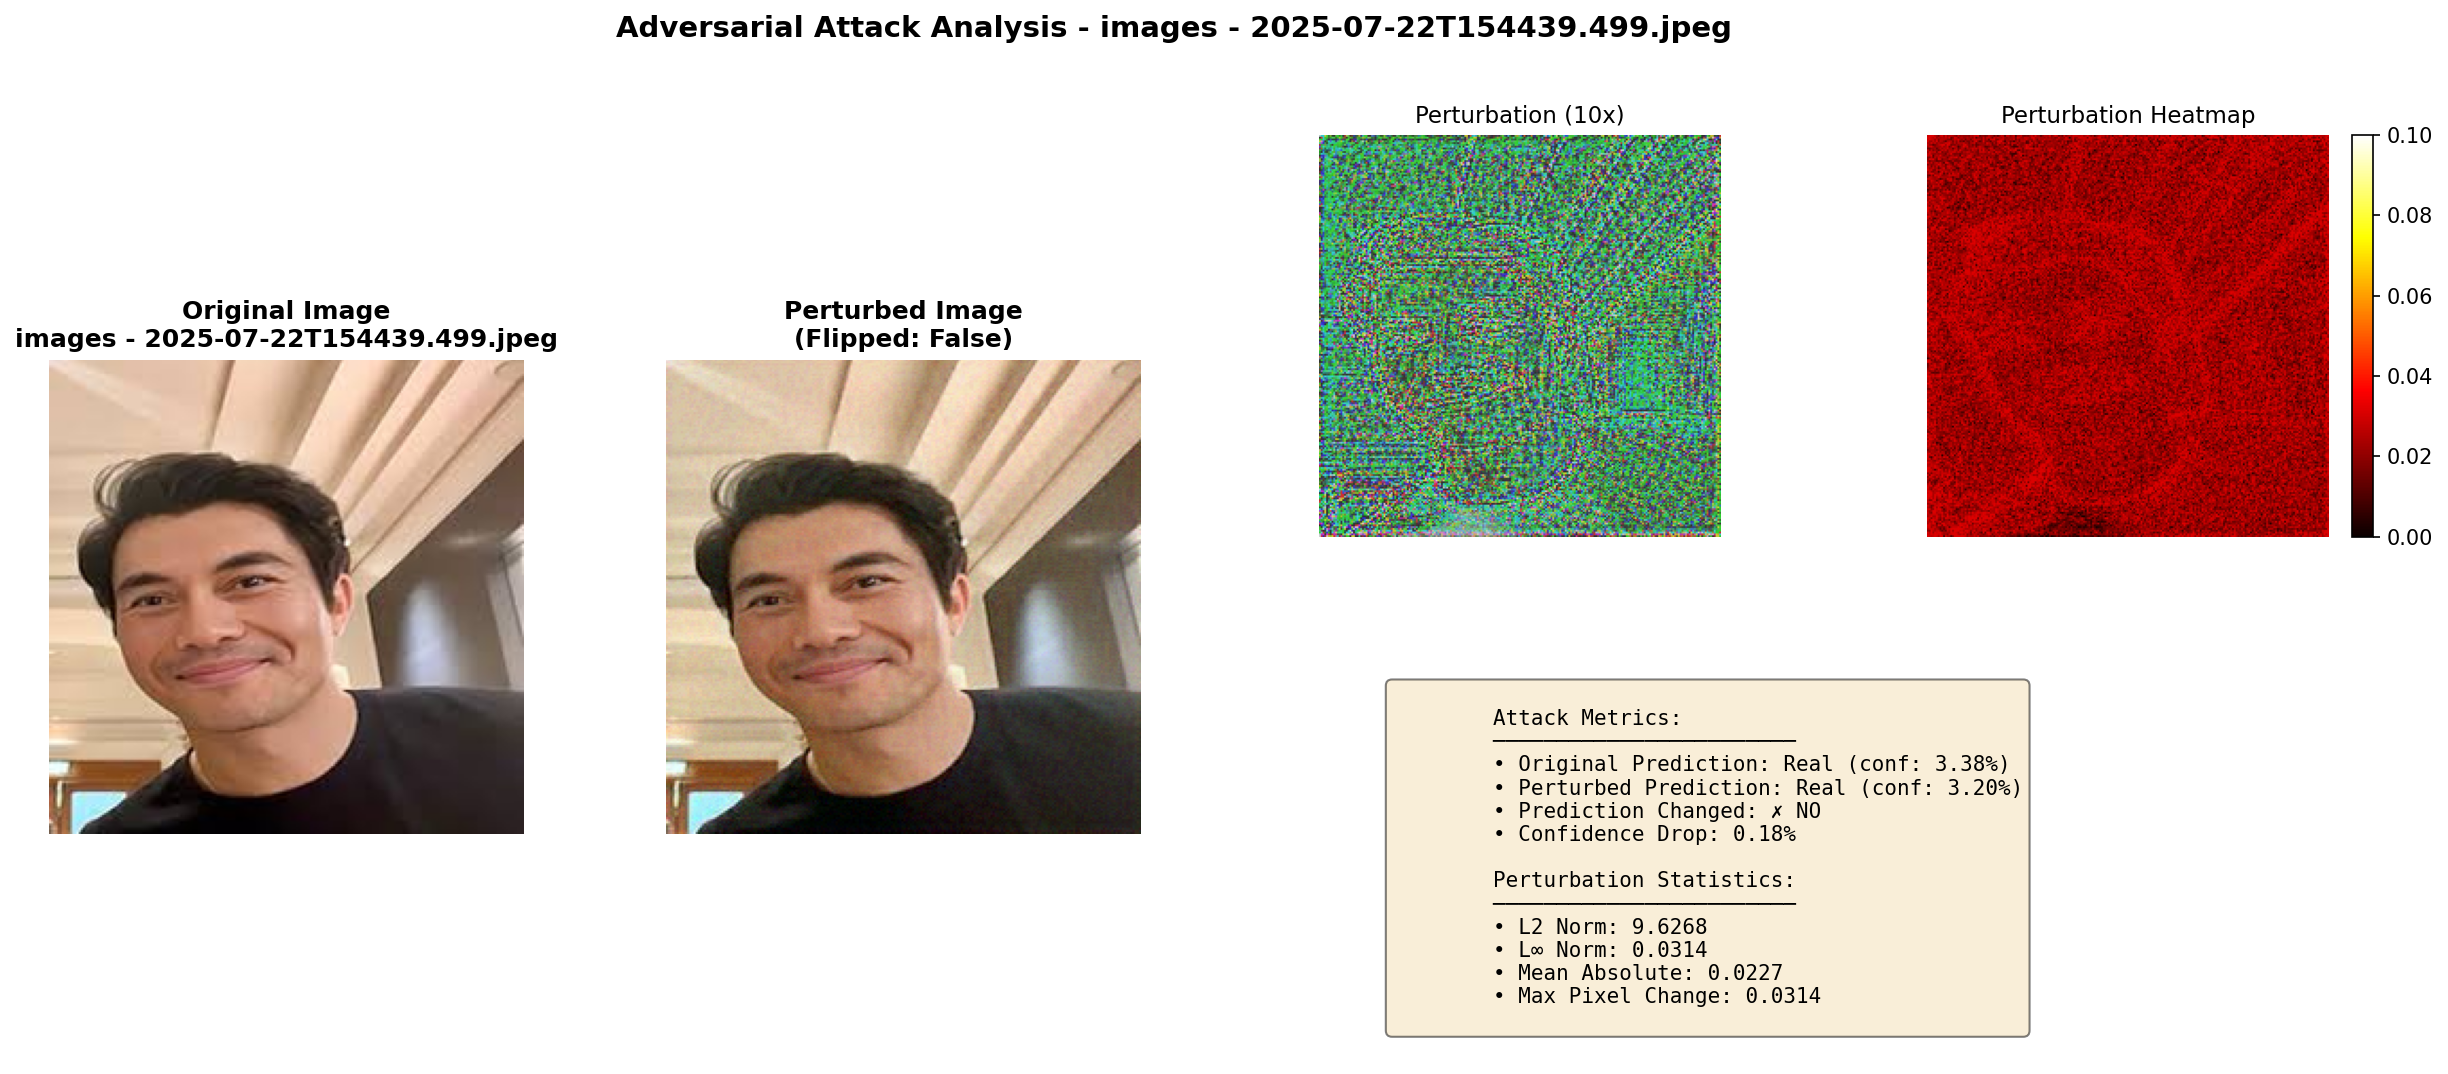 Adversarial Attack Analysis - images - 2025-07-22T154439.499.jpeg
Original Image
images - 2025-07-22T154439.499.jpeg
Perturbed Image
(Flipped: False)
Perturbation (10x)
Perturbation Heatmap
0.10
0.08
0.06
0.04
0.02
0.00
Attack Metrics:
• Original Prediction: Real (conf: 3.38%)
• Perturbed Prediction: Real (conf: 3.20%)
• Prediction Changed: ✗ NO
• Confidence Drop: 0.18%
Perturbation Statistics:
• L2 Norm: 9.6268
• L∞ Norm: 0.0314
• Mean Absolute: 0.0227
• Max Pixel Change: 0.0314